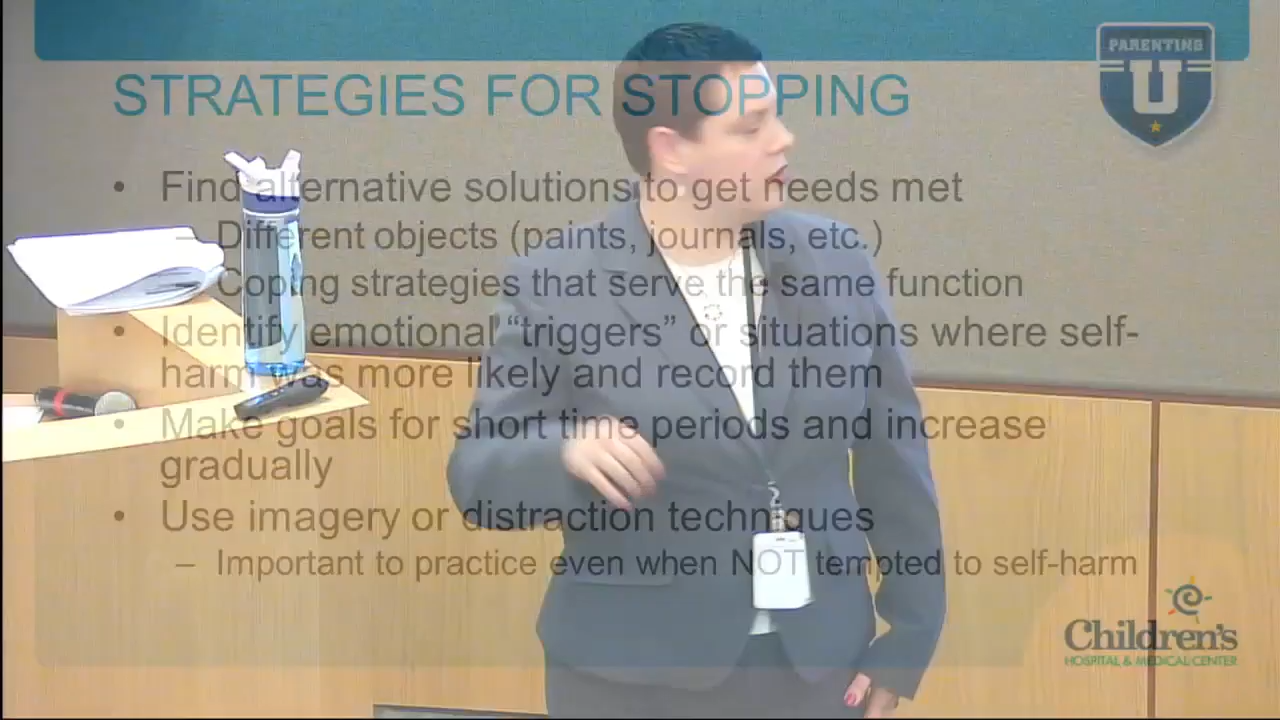 PARENTING
U
STRATEGIES FOR STOPPING
• Find alternative solutions to get needs met
– Different objects (paints, journals, etc.)
– Coping strategies that serve the same function
• Identify emotional “triggers” or situations where self-
harm was more likely and record them
• Make goals for short time periods and increase
gradually
• Use imagery or distraction techniques
– Important to practice even when NOT tempted to self-harm
Children's
HOSPITAL & MEDICAL CENTER